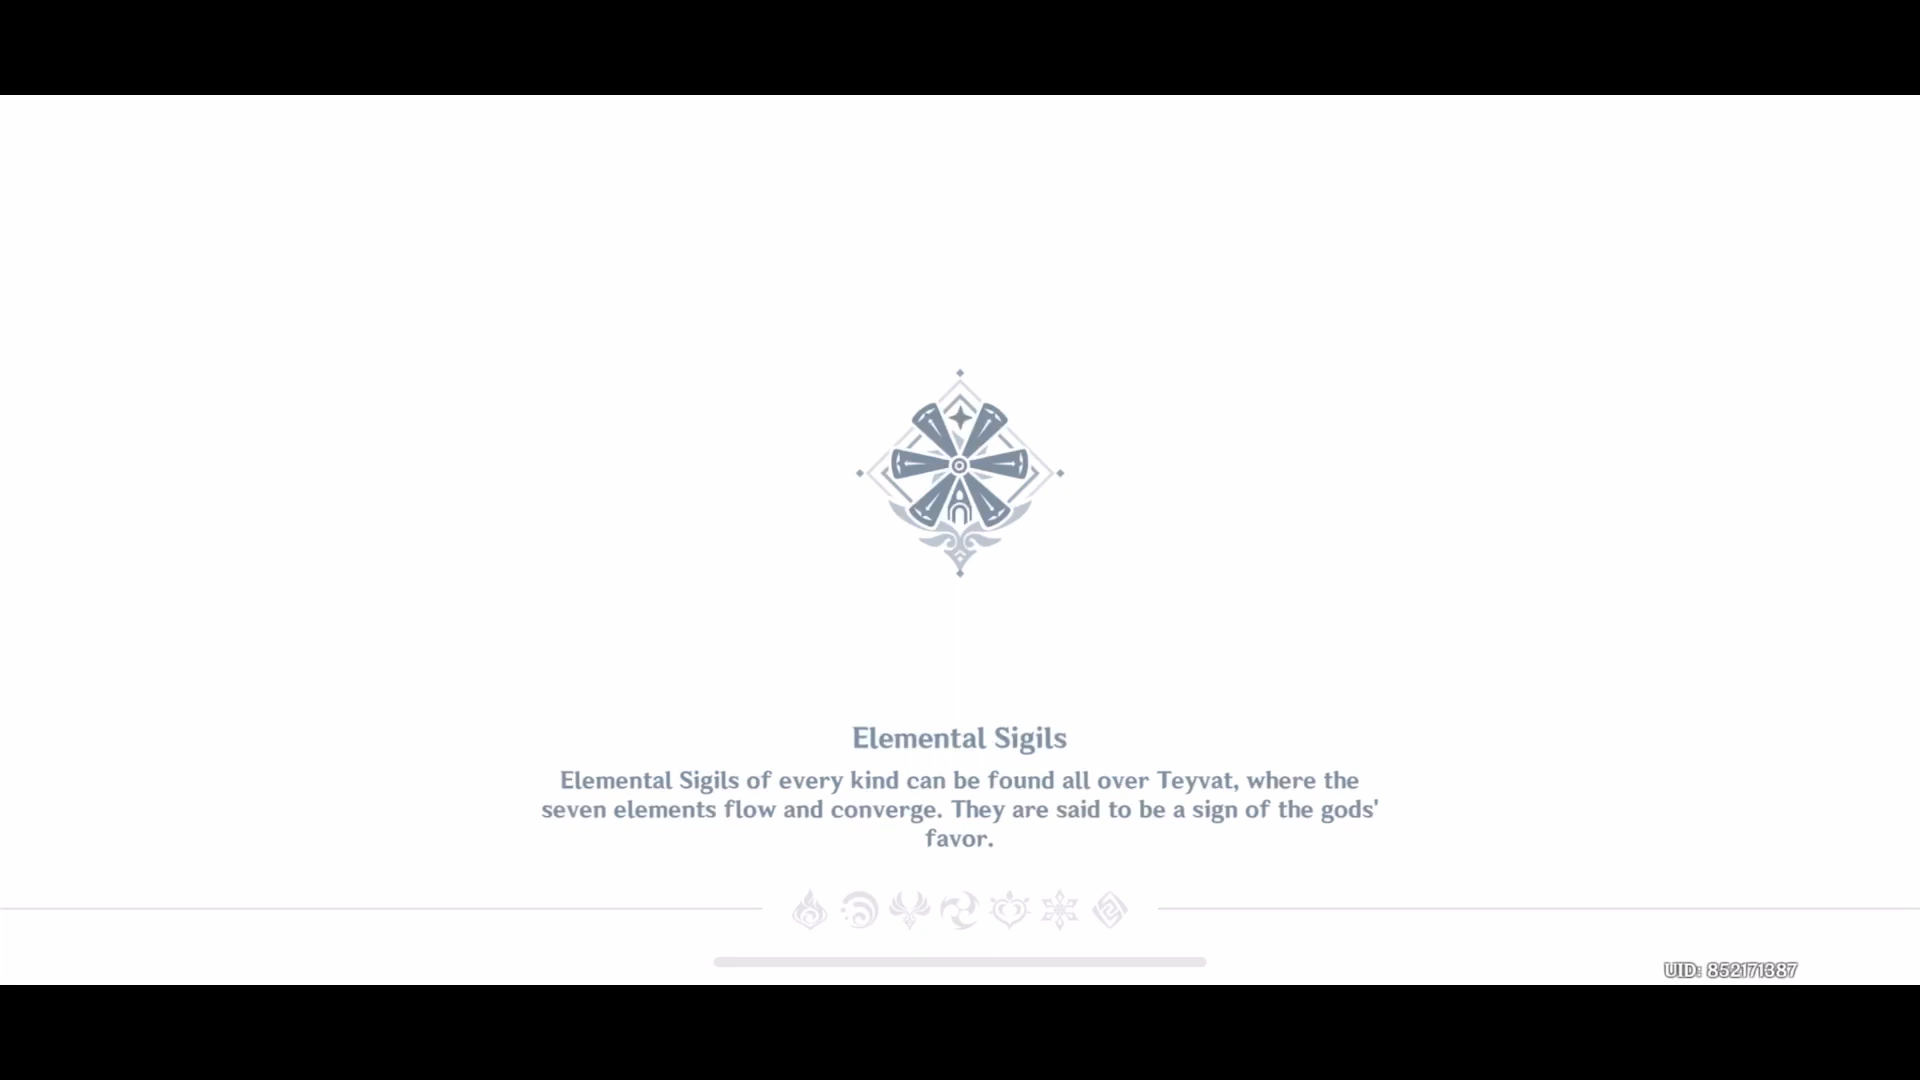 Elemental Sigils
Elemental Sigils of every kind can be found all over Teyvat, where the
seven elements flow and converge. They are said to be a sign of the gods'
favor.
UID: 852171387